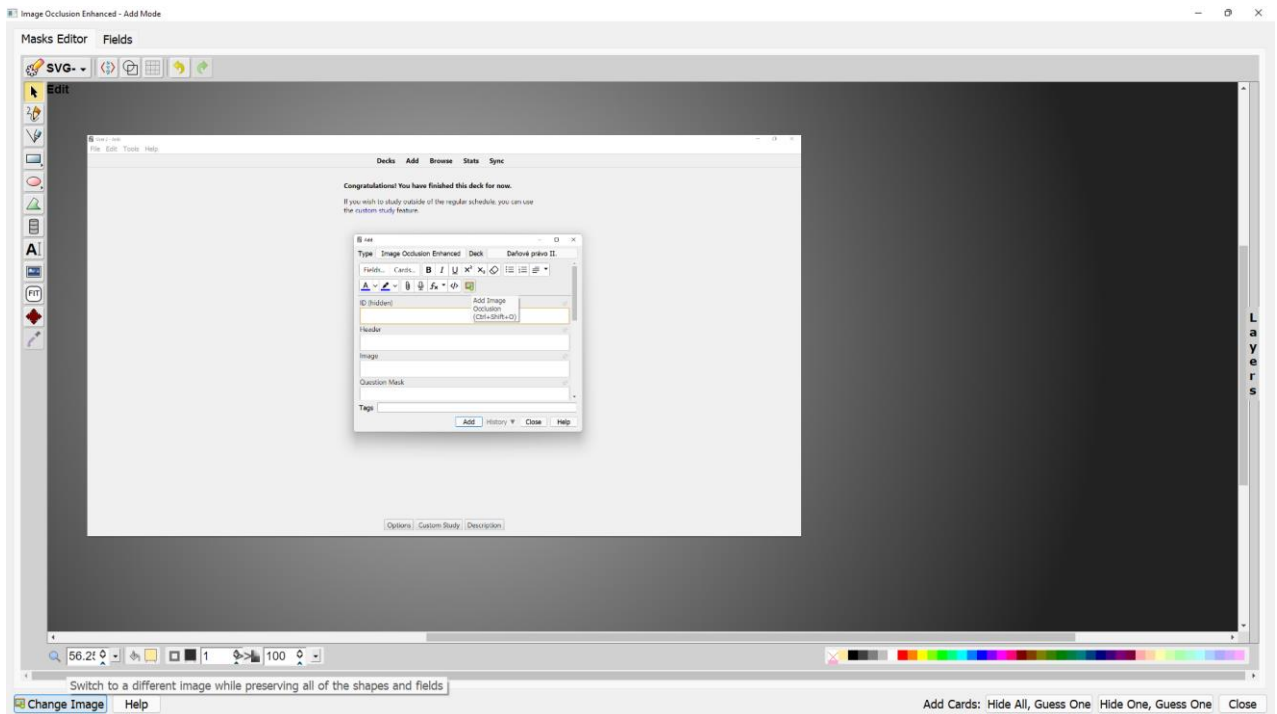 Image Occlusion Enhanced - Add Mode
Masks Editor Fields
SVG-
Edit
File Edit Tools Help
Decks Add Browse Stats Sync
Congratulations! You have finished this deck for now.
If you wish to study outside of the regular schedule, you can use
the custom study feature.
Type Image Occlusion Enhanced Deck Daňové právo II.
Fields... Cards... B I U X² X₂
A fx </>
Add Image
Occlusion
(Ctrl+Shift+O)
ID (hidden)
Header
Image
Question Mask
Tags
Add History ▼ Close Help
Options Custom Study Description
A
FIT
Layers
1 100
Switch to a different image while preserving all of the shapes and fields
Change Image Help Add Cards: Hide All, Guess One Hide One, Guess One Close